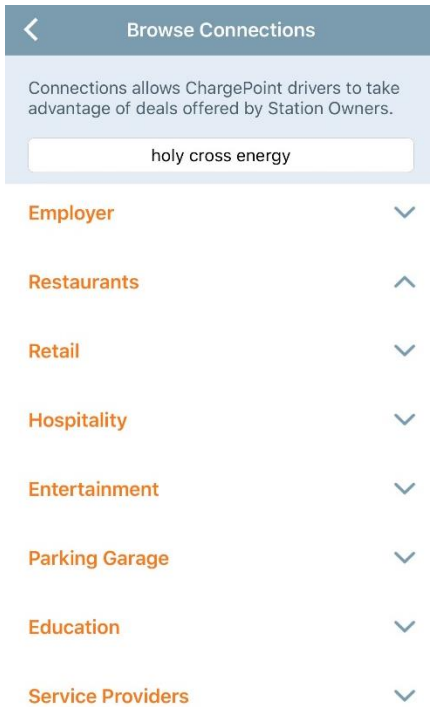 Browse Connections
Connections allows ChargePoint drivers to take
advantage of deals offered by Station Owners.
holy cross energy
Employer
Restaurants
Retail
Hospitality
Entertainment
Parking Garage
Education
Service Providers